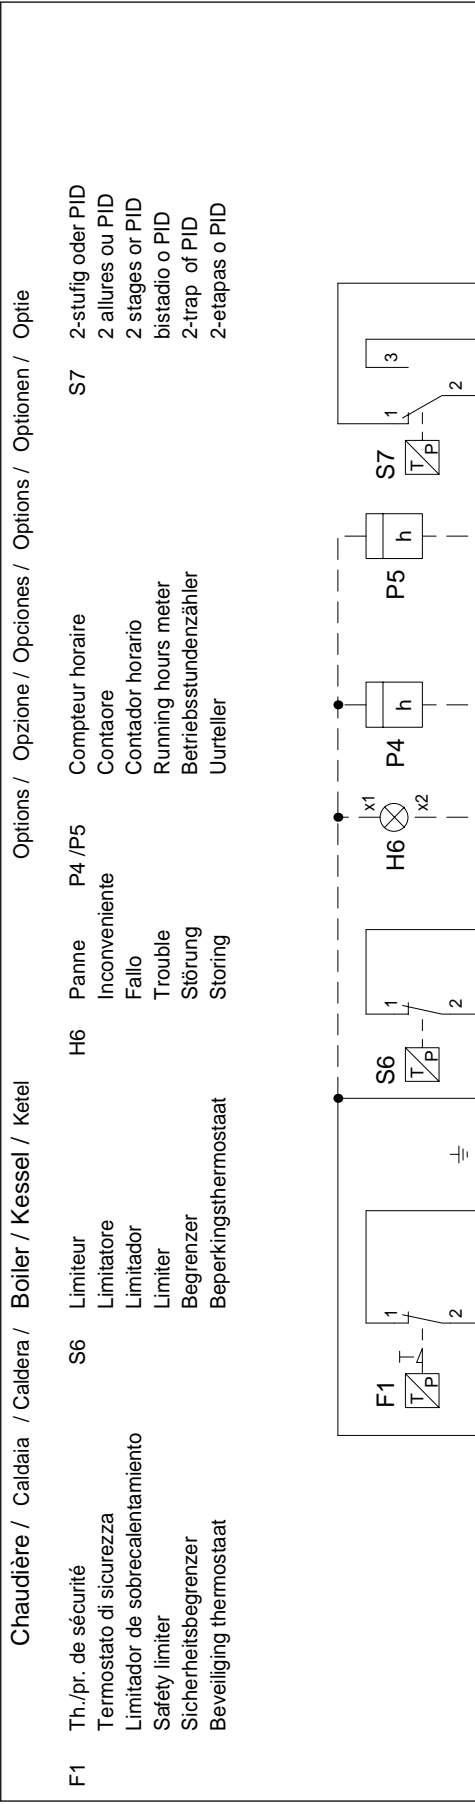 Chaudière / Caldaia / Caldera / Boiler / Kessel / Ketel
Options / Opzione / Opciones / Options / Optionen / Optie
F1 Th./pr. de sécurité
Termostato di sicurezza
Limitador de sobrecalentamiento
Safety limiter
Sicherheitsbegrenzer
Beveiliging thermostaat
S6 Limiteur
Limitatore
Limitador
Limiter
Begrenzer
Beperkingsthermostaat
H6 Panne
Inconveniente
Fallo
Trouble
Störung
Storing
P4 /P5 Compteur horaire
Contaore
Contador horario
Running hours meter
Betriebsstundenzähler
Uurteller
S7 2-stufig oder PID
2 allures ou PID
2 stages or PID
bistadio o PID
2-trap of PID
2-etapas o PID
F1
T P
1
2
S6
T P
1
2
H6
x1
x2
P4
h
P5
h
S7
T P
1
3
2